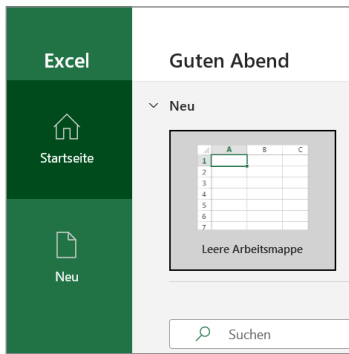 Excel
Guten Abend
Neu
Startseite
A B C
1
2
3
4
5
6
7
Leere Arbeitsmappe
Neu
Suchen